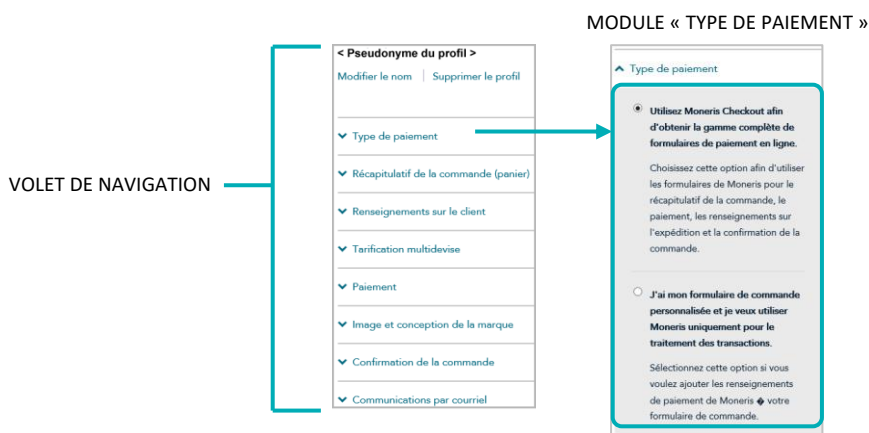 MODULE « TYPE DE PAIEMENT »
< Pseudonyme du profil >
Modifier le nom | Supprimer le profil
Type de paiement
Récapitulatif de la commande (panier)
Renseignements sur le client
Tarification multidevise
Paiement
Image et conception de la marque
Confirmation de la commande
Communications par courriel
VOLET DE NAVIGATION
Type de paiement
Utilisez Moneris Checkout afin
d'obtenir la gamme complète de
formulaires de paiement en ligne.
Choisissez cette option afin d'utiliser
les formulaires de Moneris pour le
récapitulatif de la commande, le
paiement, les renseignements sur
l'expédition et la confirmation de la
commande.
J'ai mon formulaire de commande
personnalisée et je veux utiliser
Moneris uniquement pour le
traitement des transactions.
Sélectionnez cette option si vous
voulez ajouter les renseignements
de paiement de Moneris � votre
formulaire de commande.